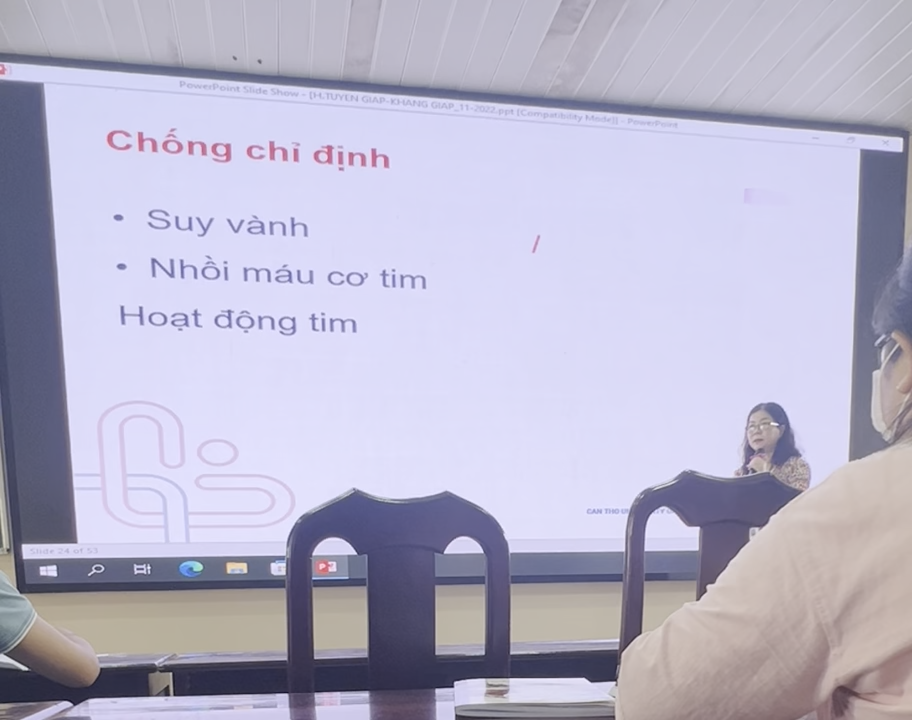 PowerPoint Slide Show - [H.TUYEN GIAP-KHANG GIAP_11-2022.ppt [Compatibility Mode]] - PowerPoint
Chống chỉ định
• Suy vành
• Nhồi máu cơ tim
Hoạt động tim
CAN THO
Slide 24 of 53